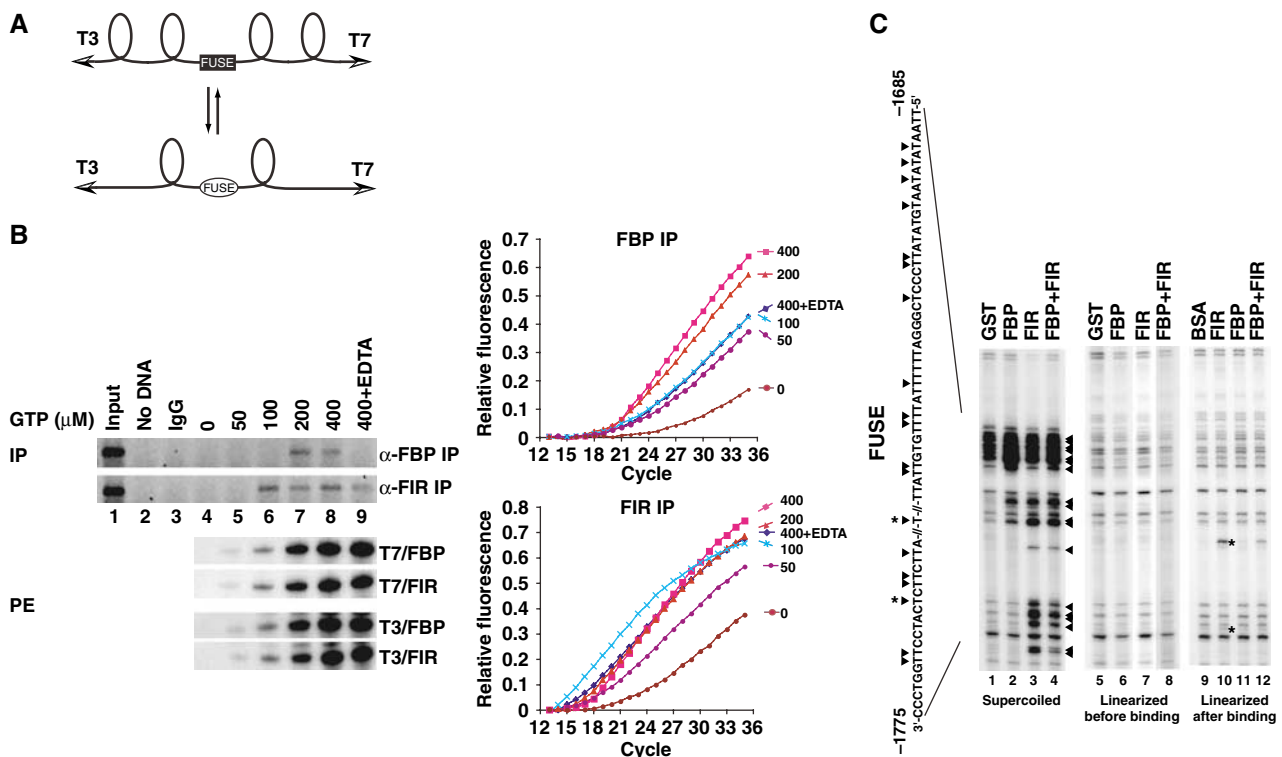 A
T3
T7
FUSE
T3
T7
FUSE
B
GTP (µM)
Input
No DNA
IgG
0
50
100
200
400
400+EDTA
IP
α-FBP IP
α-FIR IP
1 2 3 4 5 6 7 8 9
T7/FBP
T7/FIR
PE
T3/FBP
T3/FIR
FBP IP
Relative fluorescence
0.7
0.6
0.5
0.4
0.3
0.2
0.1
0
12 15 18 21 24 27 30 33 36
Cycle
400
200
400+EDTA
100
50
0
FIR IP
Relative fluorescence
0.8
0.7
0.6
0.5
0.4
0.3
0.2
0.1
0
12 15 18 21 24 27 30 33 36
Cycle
400
200
400+EDTA
100
50
0
C
–1685
FUSE
3'-CCCTGGTTCCTACTCTTCTTA-//-T-//-TTATTGTGTTTTATTTTTTAGGGCTCCCTTATATGTAATATATAATT-5'
*
*
–1775
GST
FBP
FIR
FBP+FIR
GST
FBP
FIR
FBP+FIR
BSA
FIR
FBP
FBP+FIR
*
*
1 2 3 4
Supercoiled
5 6 7 8
Linearized
before binding
9 10 11 12
Linearized
after binding